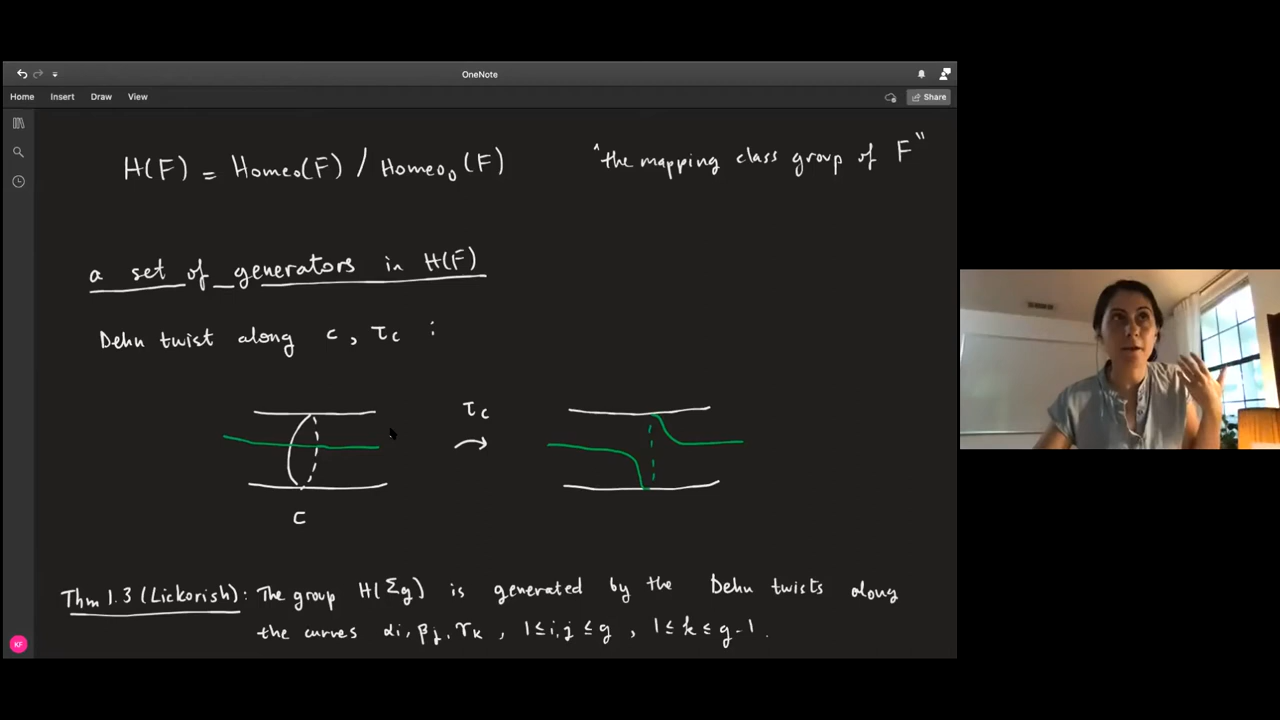 OneNote
Home Insert Draw View Share
H(F) = Homeo(F) / Homeo₀(F) "the mapping class group of F"
a set of generators in H(F)
Dehn twist along c, τc :
τc
c
Thm 1.3 (Lickorish): The group H(Σg) is generated by the Dehn twists along
the curves αi, βj, γk, 1≤i,j≤g, 1≤k≤g-1.
KF